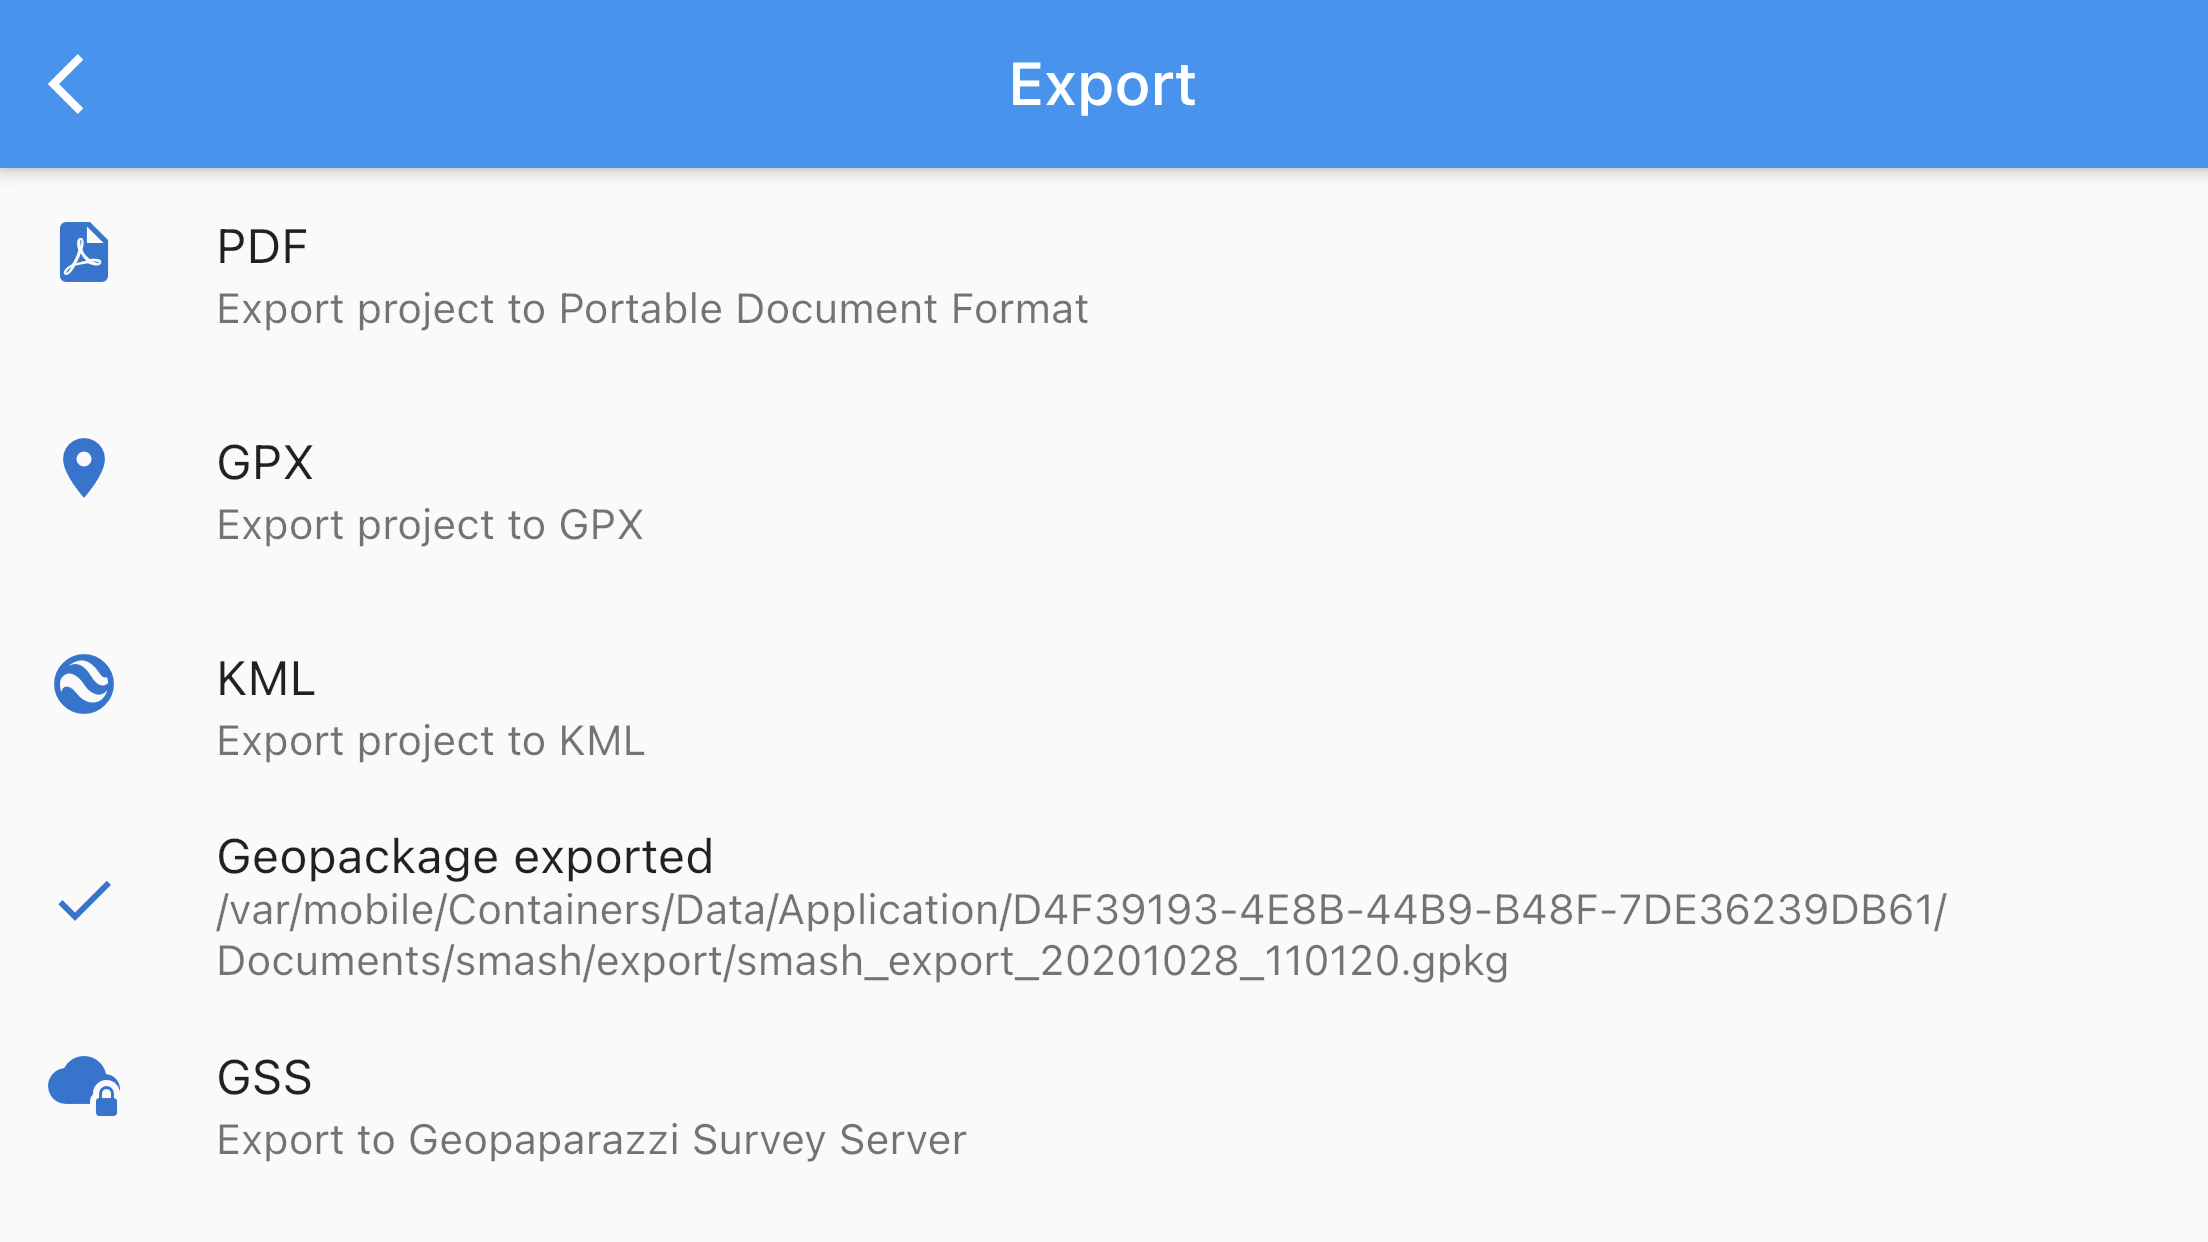 Export
PDF
Export project to Portable Document Format
GPX
Export project to GPX
KML
Export project to KML
Geopackage exported
/var/mobile/Containers/Data/Application/D4F39193-4E8B-44B9-B48F-7DE36239DB61/
Documents/smash/export/smash_export_20201028_110120.gpkg
GSS
Export to Geopaparazzi Survey Server